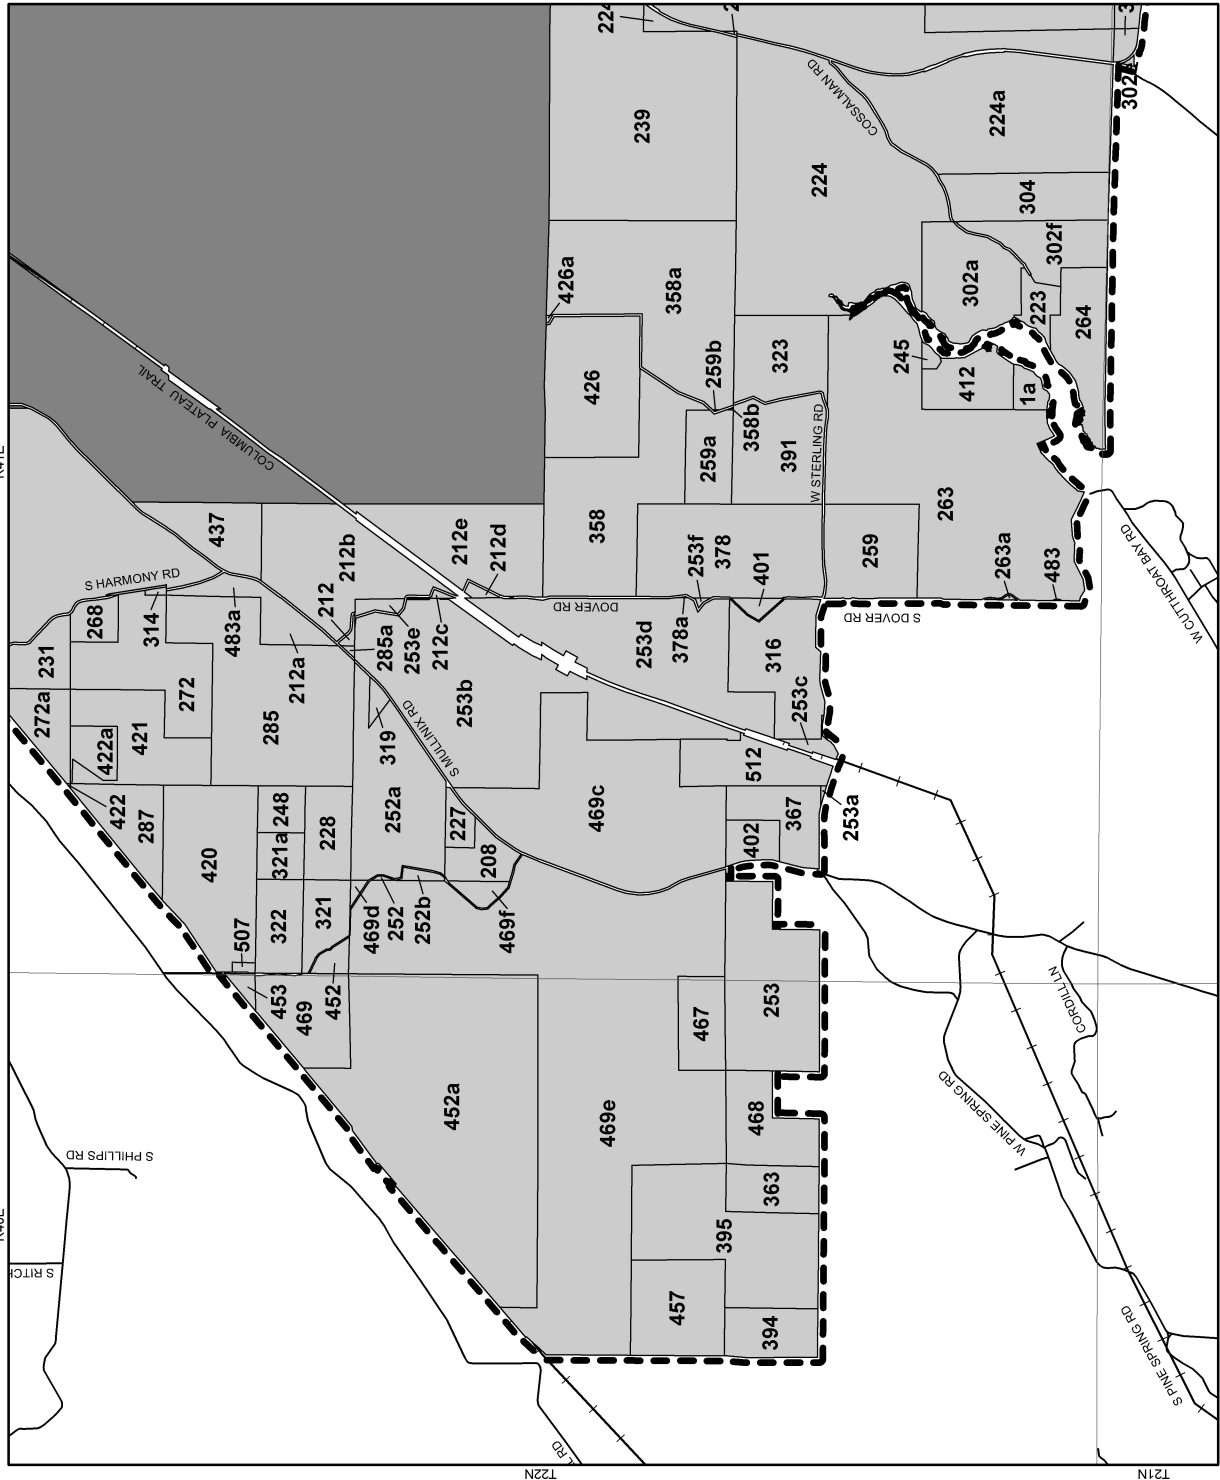 239
224
COSSALMAN RD
224a
304
302f
302a
223
264
426a
358a
426
259b
323
245
412
1a
358b
259a
391
W STERLING RD
COLUMBIA PLATEAU TRAIL
437
212b
212e
212d
358
253f
378
401
259
263
263a
483
W CUTTHROAT BAY RD
S HARMONY RD
268
314
483a
212
212a
285a
253e
212c
DOVER RD
253d
378a
316
S DOVER RD
231
272a
272
421
422a
285
319
S MULLINIX RD
253b
253c
512
422
287
420
248
321a
228
252a
227
208
469c
402
367
253a
322
321
469d
252
252b
469f
507
453
469
452
467
253
CORDILL LN
452a
469e
468
363
395
457
394
W PINE SPRING RD
S PINE SPRING RD
S PHILLIPS RD
S RITCH
L RD
T22N
T21N